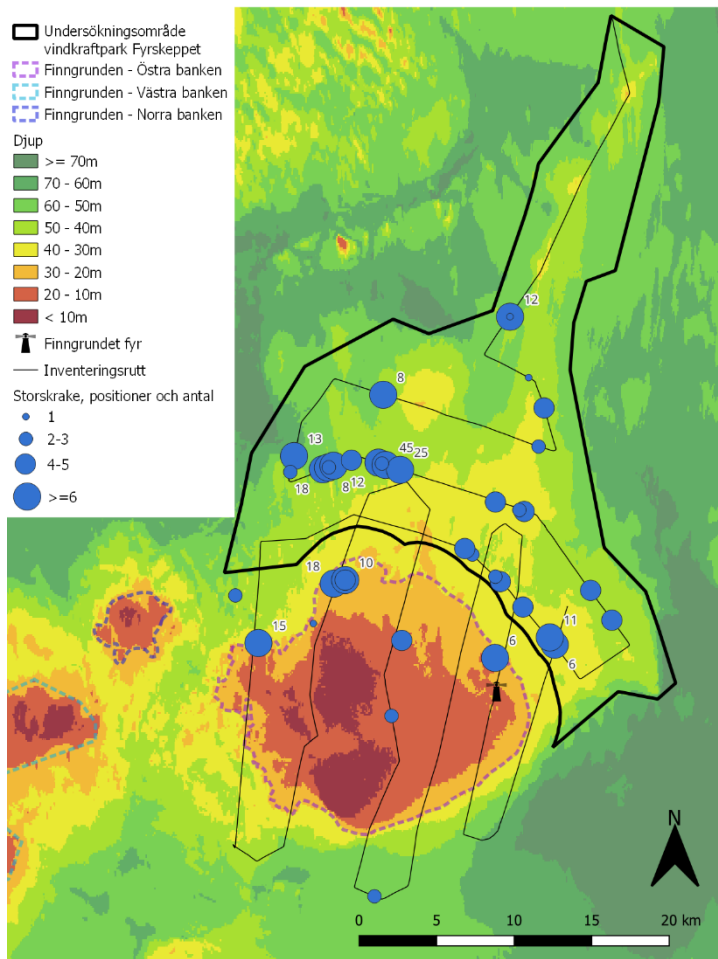 Undersökningsområde
vindkraftpark Fyrskeppet
Finngrunden - Östra banken
Finngrunden - Västra banken
Finngrunden - Norra banken
Djup
>= 70m
70 - 60m
60 - 50m
50 - 40m
40 - 30m
30 - 20m
20 - 10m
< 10m
Finngrundet fyr
Inventeringsrutt
Storskrake, positioner och antal
1
2-3
4-5
>=6
12
8
13
45
25
18
8
12
18
10
15
11
6
6
N
0
5
10
15
20 km